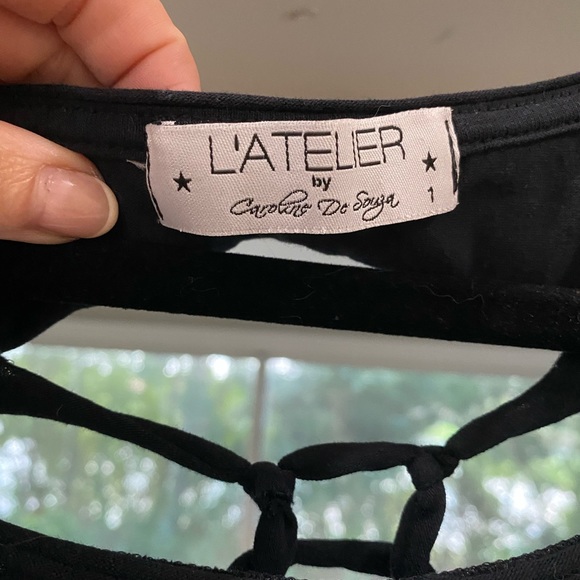 L'ATELIER
by
Caroline De Souza
1